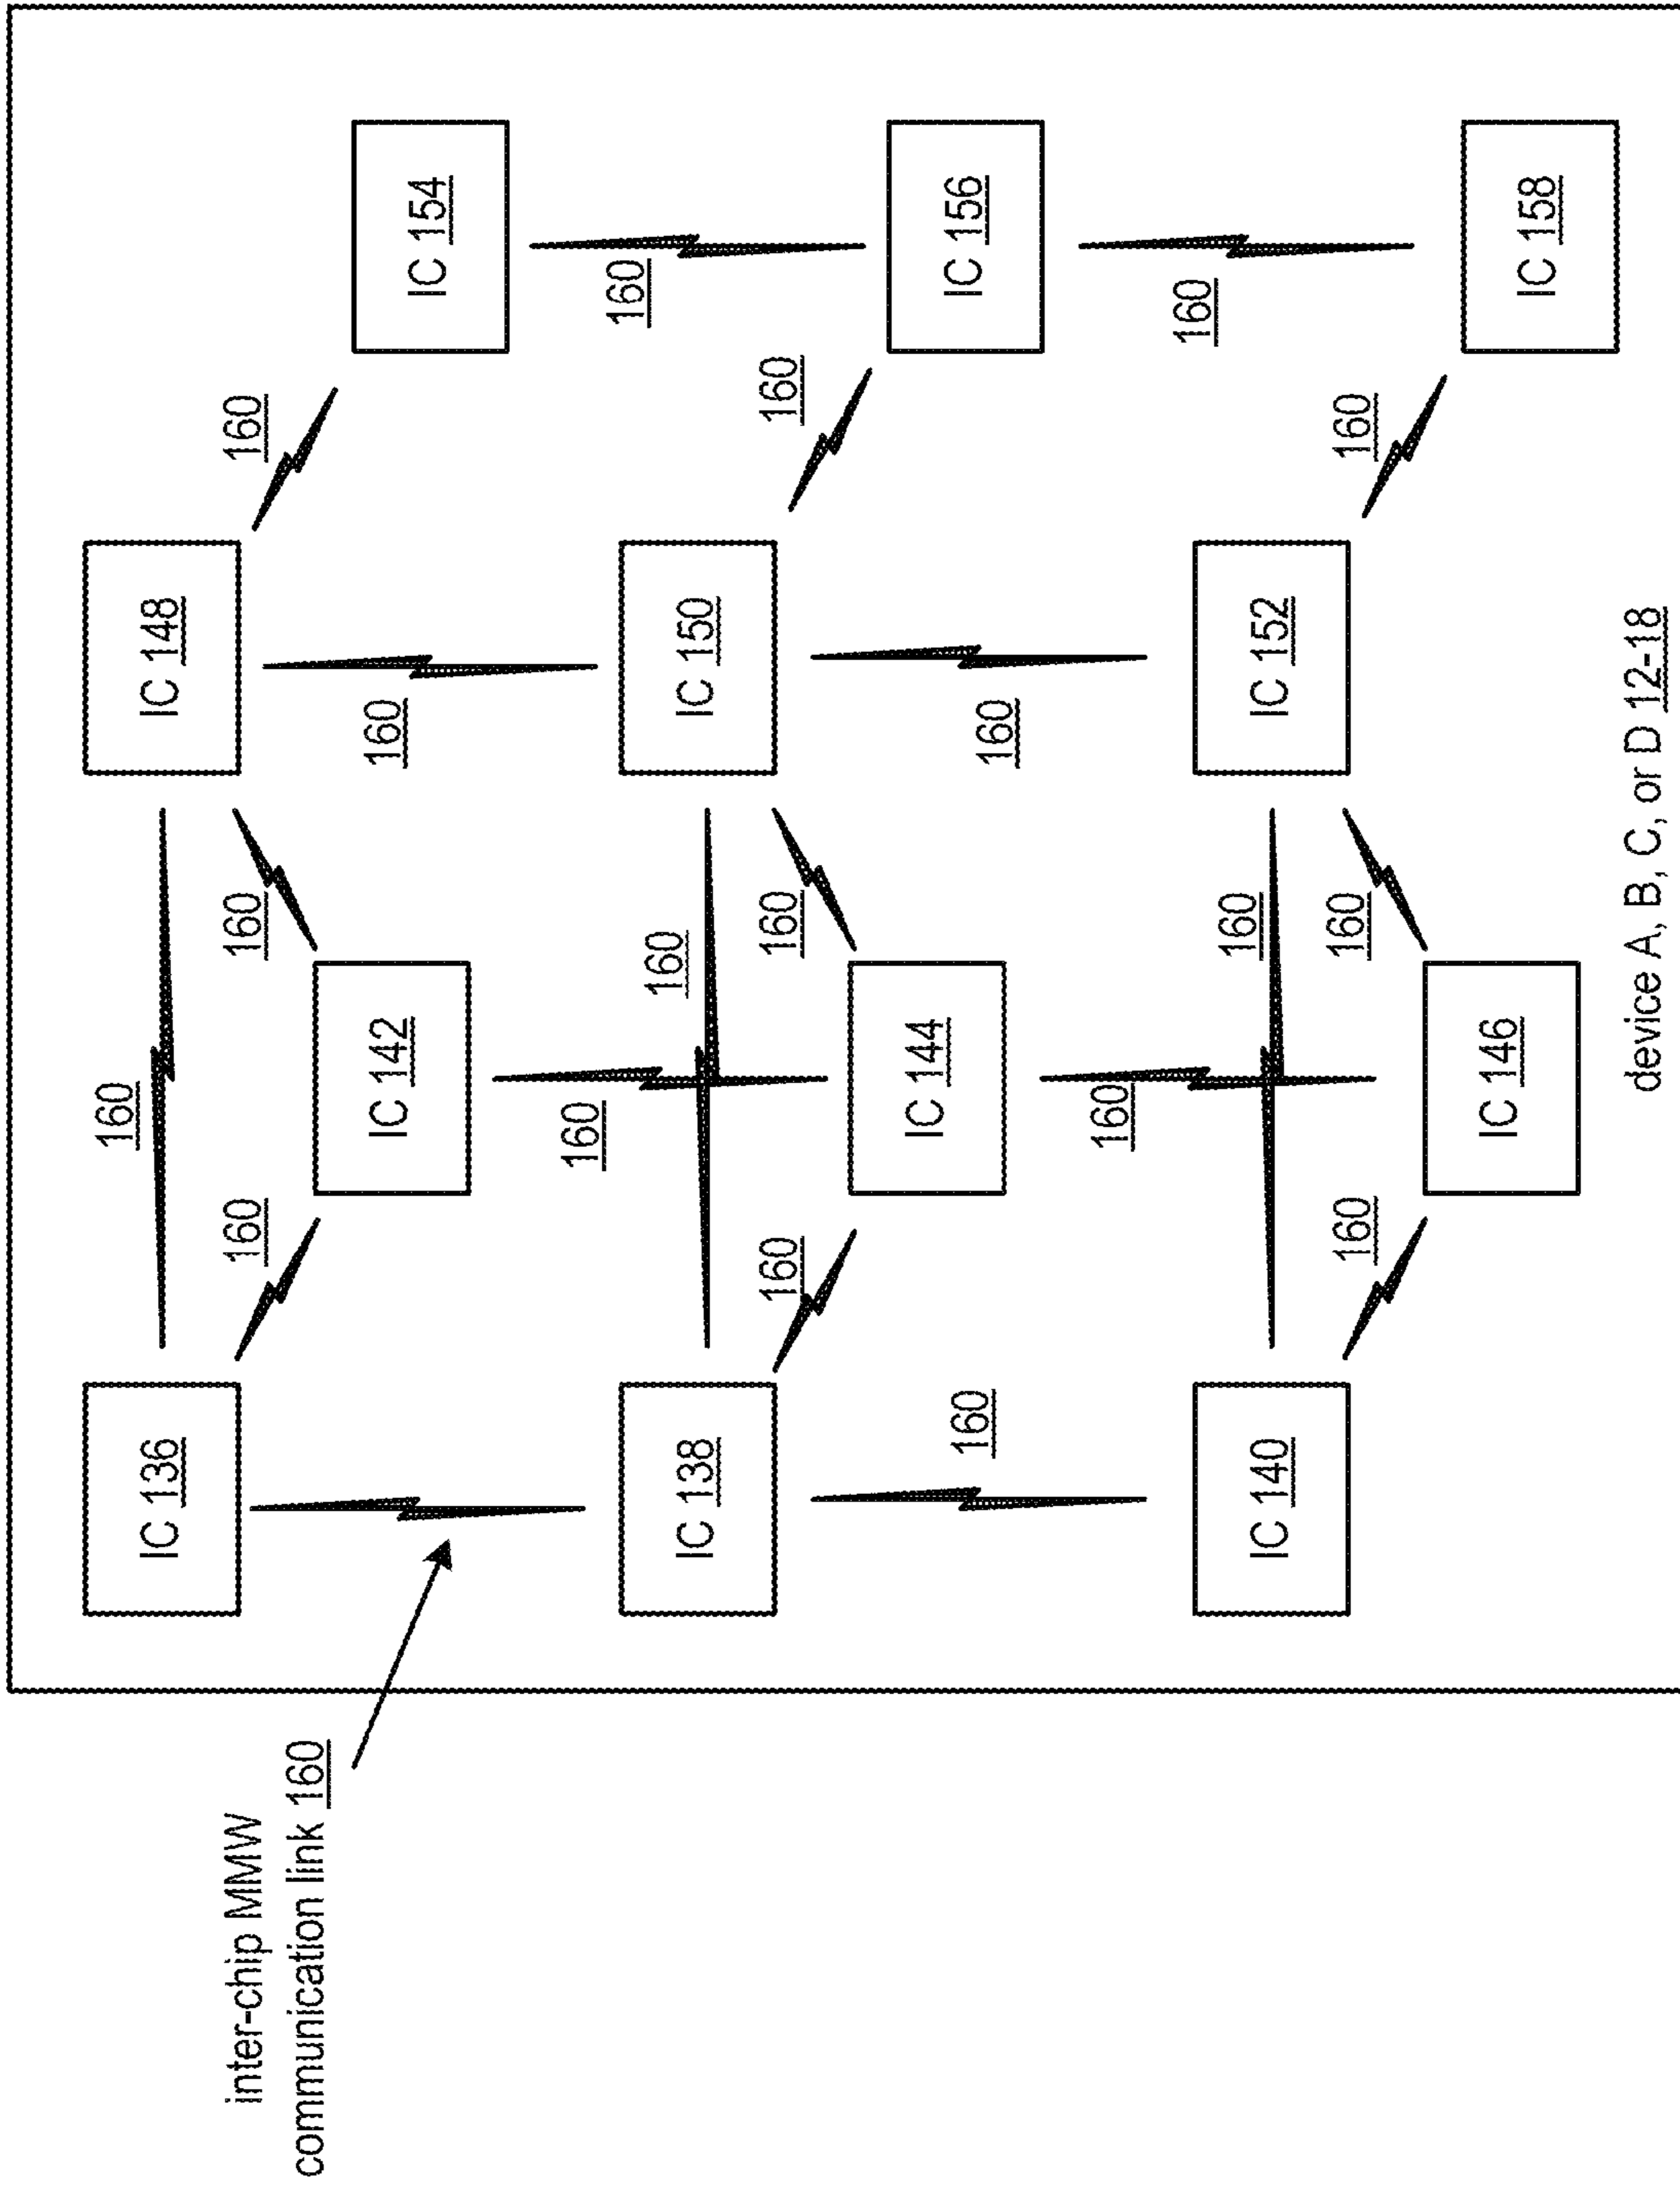 160
IC 136
IC 148
inter-chip MMW
communication link 160
160
160
160
160
IC 142
IC 154
160
160
160
IC 138
IC 150
160
160
160
IC 144
IC 156
160
160
160
160
160
IC 140
IC 152
160
160
160
IC 146
IC 158
device A, B, C, or D 12-18